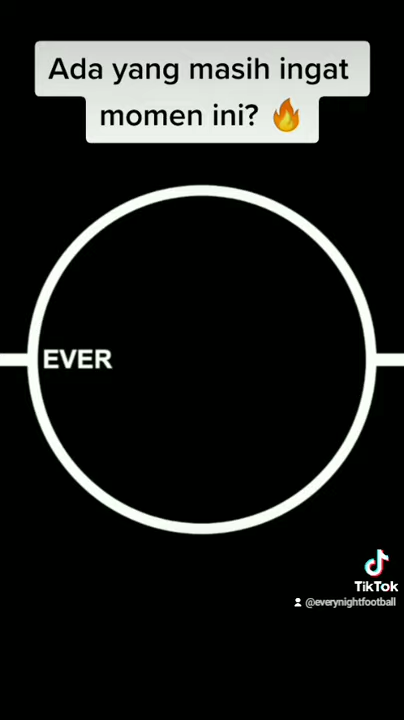 Ada yang masih ingat
momen ini? 🔥
EVER
TikTok
@everynightfootball